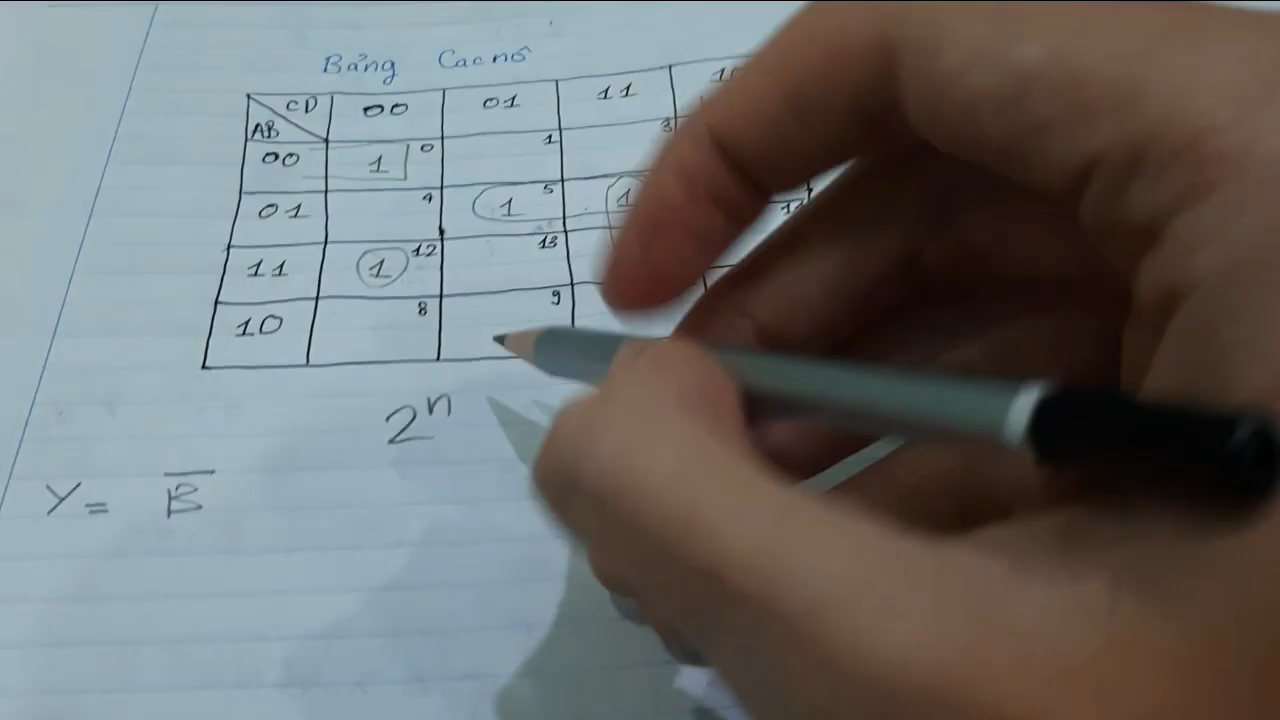 Bảng Cacnô
CD 00 01 11 10
AB
00 1 0 1 3
01 4 1 5 1
11 1 12 13
10 8 9
2ⁿ
Y = B̅